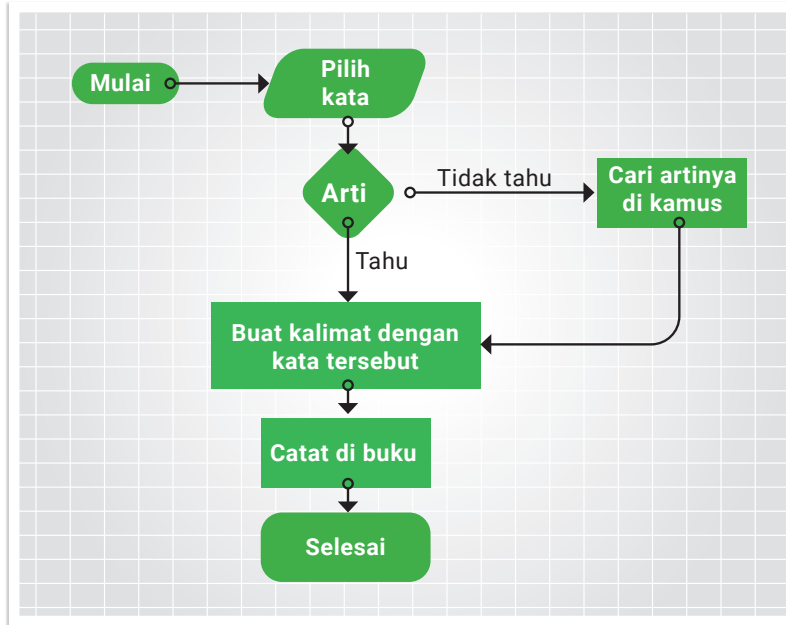 Mulai
Pilih
kata
Arti
Tidak tahu
Cari artinya
di kamus
Tahu
Buat kalimat dengan
kata tersebut
Catat di buku
Selesai